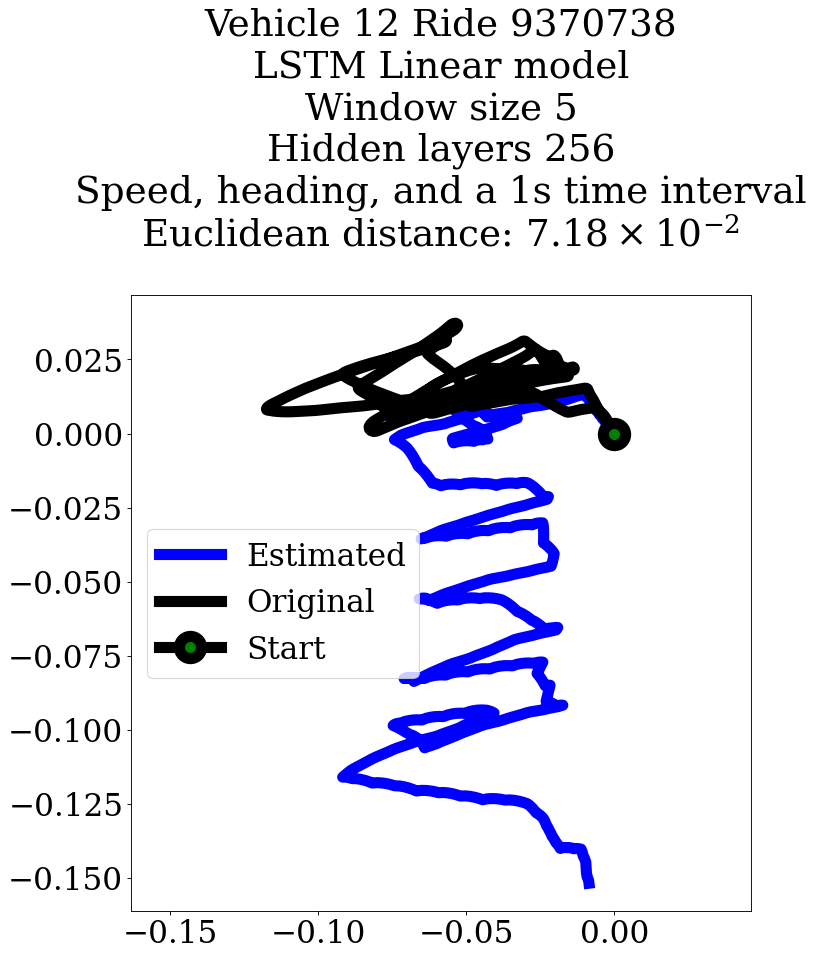 Vehicle 12 Ride 9370738
LSTM Linear model
Window size 5
Hidden layers 256
Speed, heading, and a 1s time interval
Euclidean distance: 7.18 × 10⁻²
0.025
0.000
−0.025
−0.050
−0.075
−0.100
−0.125
−0.150
Estimated
Original
Start
−0.15
−0.10
−0.05
0.00